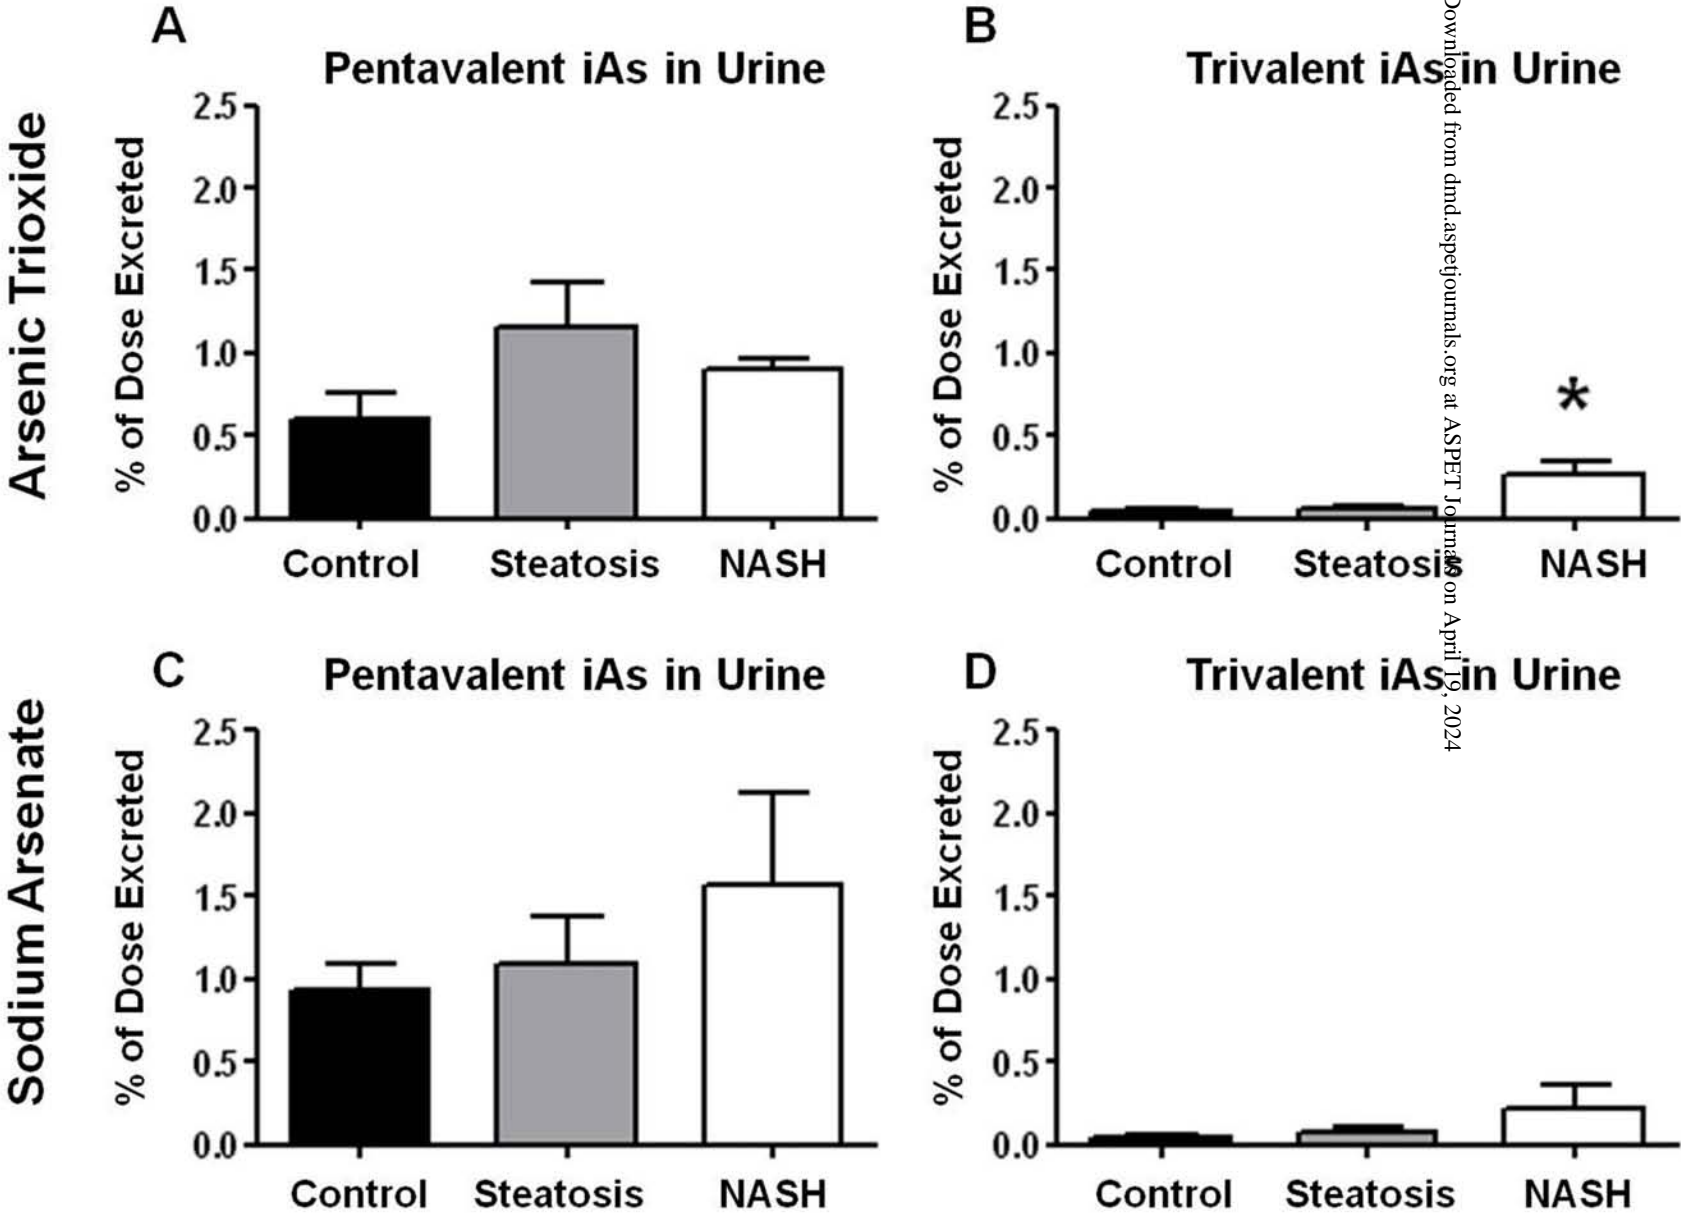 A
Pentavalent iAs in Urine
Arsenic Trioxide
% of Dose Excreted
2.5
2.0
1.5
1.0
0.5
0.0
Control Steatosis NASH
B
Trivalent iAs in Urine
% of Dose Excreted
2.5
2.0
1.5
1.0
0.5
0.0
*
Control Steatosis NASH
C
Pentavalent iAs in Urine
Sodium Arsenate
% of Dose Excreted
2.5
2.0
1.5
1.0
0.5
0.0
Control Steatosis NASH
D
Trivalent iAs in Urine
% of Dose Excreted
2.5
2.0
1.5
1.0
0.5
0.0
Control Steatosis NASH
Downloaded from dmd.aspetjournals.org at ASPET Journals on April 19, 2024